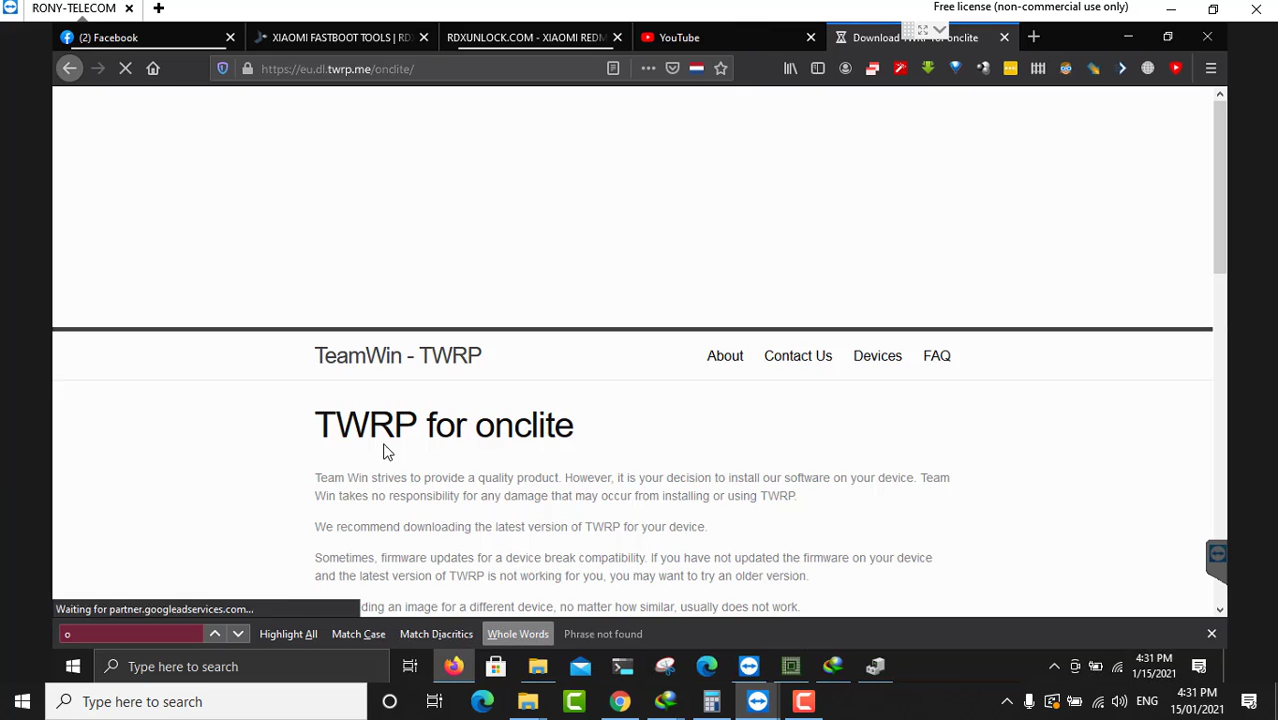 RONY-TELECOM
Free license (non-commercial use only)
(2) Facebook
XIAOMI FASTBOOT TOOLS | RD
RDXUNLOCK.COM - XIAOMI REDM
YouTube
Download TWRP for onclite
https://eu.dl.twrp.me/onclite/
TeamWin - TWRP
About
Contact Us
Devices
FAQ
TWRP for onclite
Team Win strives to provide a quality product. However, it is your decision to install our software on your device. Team
Win takes no responsibility for any damage that may occur from installing or using TWRP.
We recommend downloading the latest version of TWRP for your device.
Sometimes, firmware updates for a device break compatibility. If you have not updated the firmware on your device
and the latest version of TWRP is not working for you, you may want to try an older version.
Waiting for partner.googleadservices.com...
ding an image for a different device, no matter how similar, usually does not work.
o
Highlight All
Match Case
Match Diacritics
Whole Words
Phrase not found
Type here to search
4:31 PM
1/15/2021
Type here to search
ENG
4:31 PM
15/01/2021